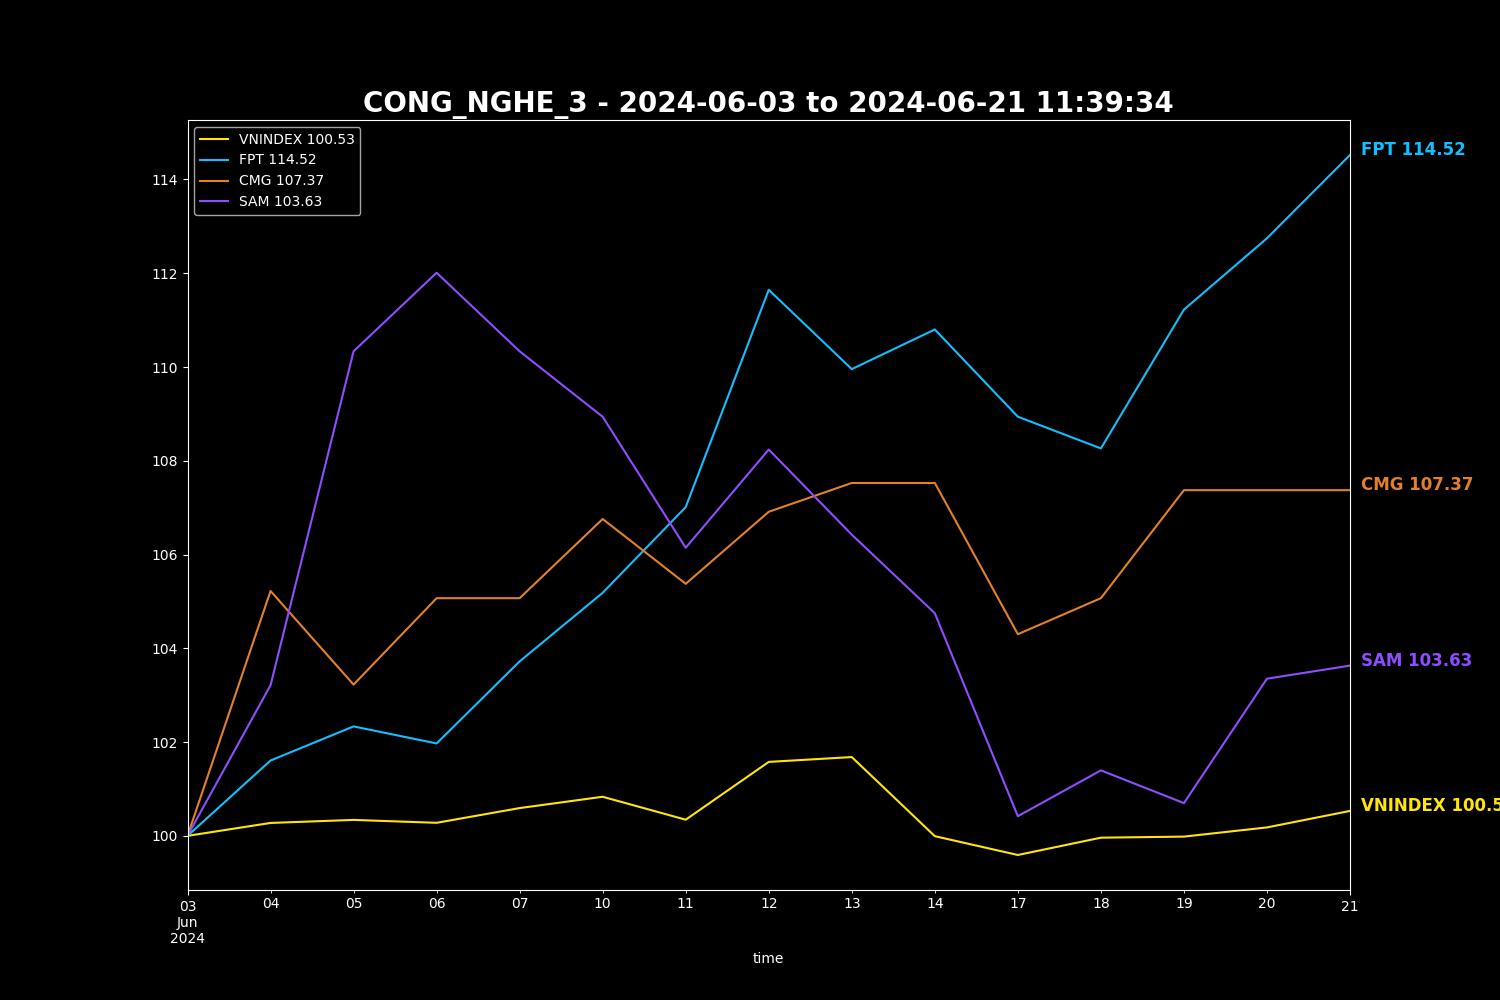 CONG_NGHE_3 - 2024-06-03 to 2024-06-21 11:39:34
VNINDEX 100.53
FPT 114.52
CMG 107.37
SAM 103.63
114
112
110
108
106
104
102
100
FPT 114.52
CMG 107.37
SAM 103.63
VNINDEX 100.5
03 04 05 06 07 10 11 12 13 14 17 18 19 20 21
Jun
2024
time